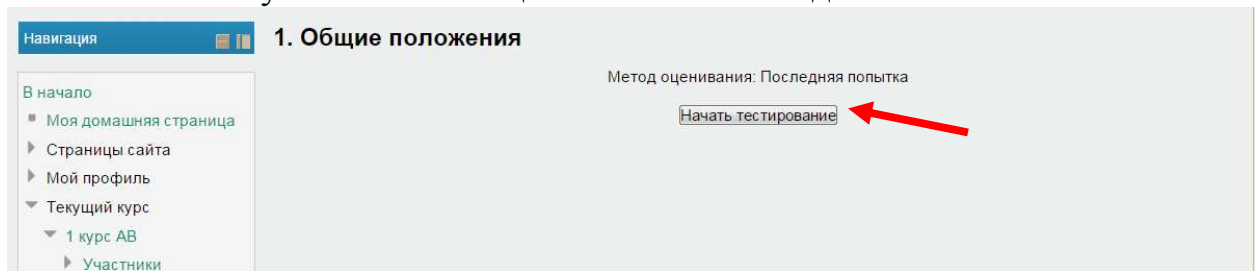 Навигация
1. Общие положения
Метод оценивания: Последняя попытка
Начать тестирование
В начало
Моя домашняя страница
Страницы сайта
Мой профиль
Текущий курс
1 курс АВ
Участники